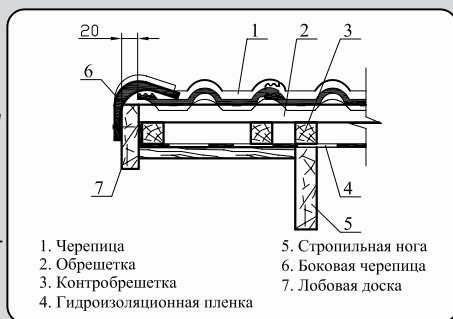 20
1
2
3
6
7
4
5
1. Черепица
2. Обрешетка
3. Контробрешетка
4. Гидроизоляционная пленка
5. Стропильная нога
6. Боковая черепица
7. Лобовая доска